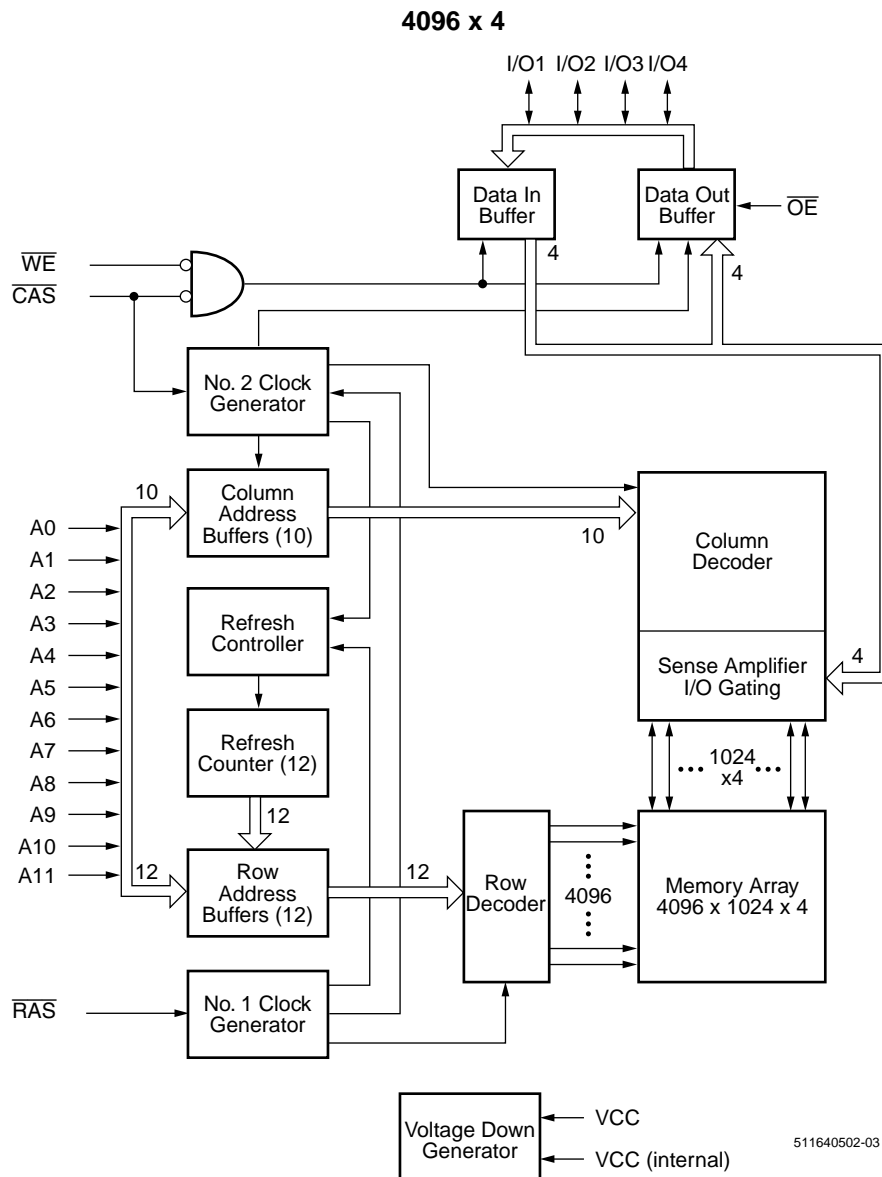 4096 x 4
I/O1 I/O2 I/O3 I/O4
Data In
Buffer
Data Out
Buffer
OE
4
4
WE
CAS
No. 2 Clock
Generator
10
Column
Address
Buffers (10)
10
Column
Decoder
A0
A1
A2
A3
A4
A5
A6
A7
A8
A9
A10
A11
Refresh
Controller
Sense Amplifier
I/O Gating
4
Refresh
Counter (12)
••• 1024 •••
x4
12
12
Row
Address
Buffers (12)
12
Row
Decoder
4096
Memory Array
4096 x 1024 x 4
RAS
No. 1 Clock
Generator
Voltage Down
Generator
VCC
VCC (internal)
511640502-03